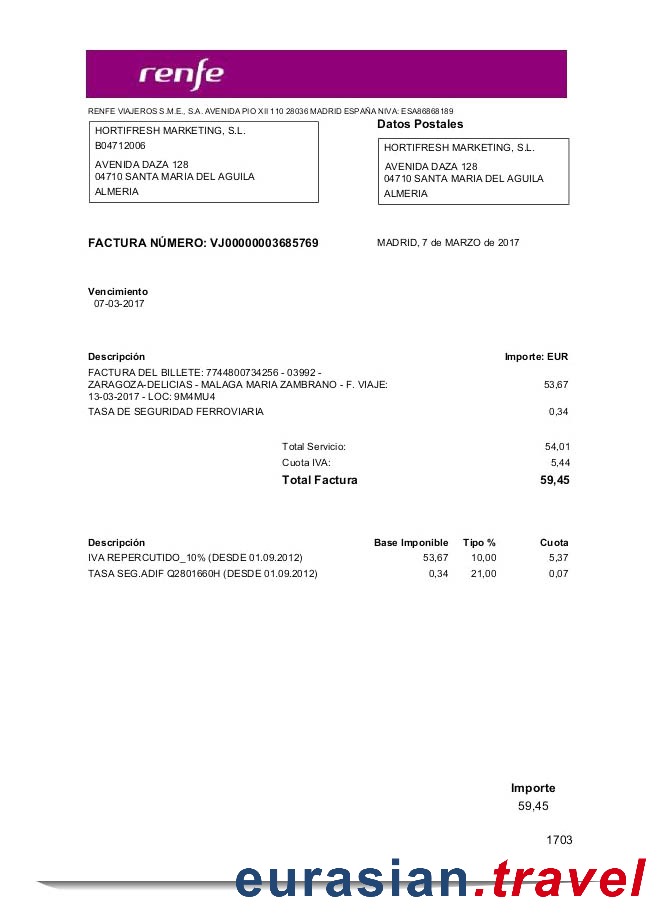 renfe
RENFE VIAJEROS S.M.E., S.A. AVENIDA PIO XII 110 28036 MADRID ESPAÑA NIVA: ESA86868189
HORTIFRESH MARKETING, S.L.
B04712006
AVENIDA DAZA 128
04710 SANTA MARIA DEL AGUILA
ALMERIA
Datos Postales
HORTIFRESH MARKETING, S.L.
AVENIDA DAZA 128
04710 SANTA MARIA DEL AGUILA
ALMERIA
FACTURA NÚMERO: VJ00000003685769 MADRID, 7 de MARZO de 2017
Vencimiento
07-03-2017
Descripción Importe: EUR
FACTURA DEL BILLETE: 7744800734256 - 03992 -
ZARAGOZA-DELICIAS - MALAGA MARIA ZAMBRANO - F. VIAJE: 53,67
13-03-2017 - LOC: 9M4MU4
TASA DE SEGURIDAD FERROVIARIA 0,34
Total Servicio: 54,01
Cuota IVA: 5,44
Total Factura 59,45
Descripción Base Imponible Tipo % Cuota
IVA REPERCUTIDO_10% (DESDE 01.09.2012) 53,67 10,00 5,37
TASA SEG.ADIF Q2801660H (DESDE 01.09.2012) 0,34 21,00 0,07
Importe
59,45
1703
eurasian.travel